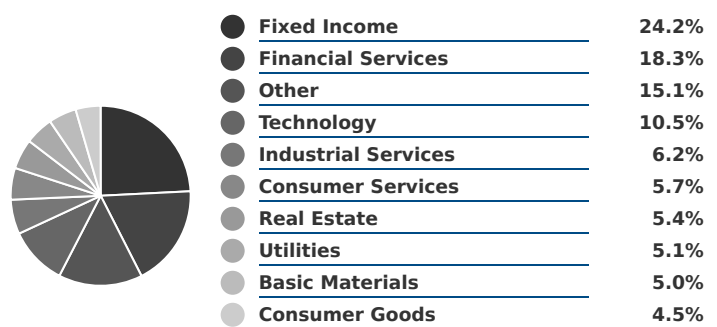 Fixed Income 24.2%
Financial Services 18.3%
Other 15.1%
Technology 10.5%
Industrial Services 6.2%
Consumer Services 5.7%
Real Estate 5.4%
Utilities 5.1%
Basic Materials 5.0%
Consumer Goods 4.5%